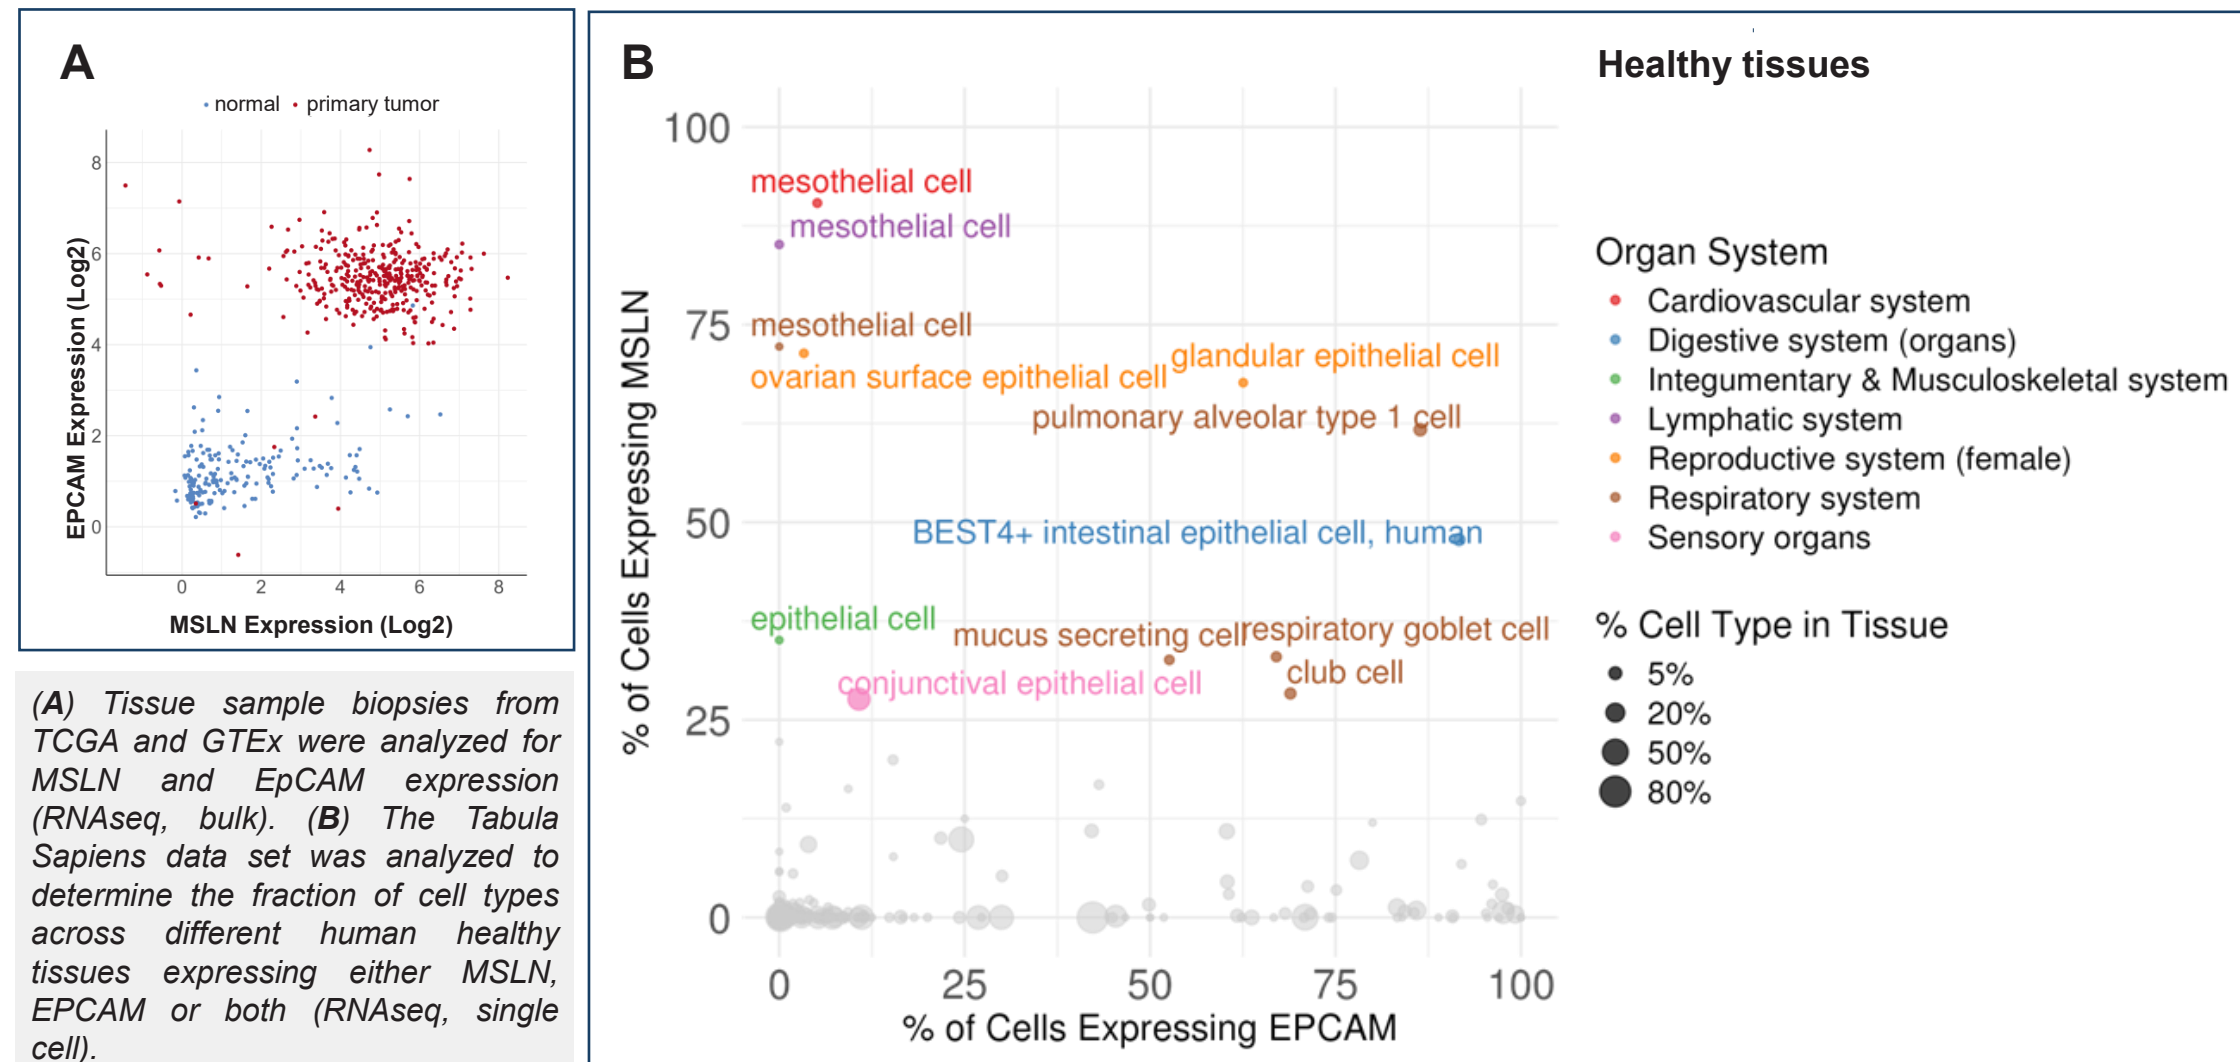 A
normal primary tumor
8
6
4
2
0
EPCAM Expression (Log2)
0 2 4 6 8
MSLN Expression (Log2)
(A) Tissue sample biopsies from
TCGA and GTEx were analyzed for
MSLN and EpCAM expression
(RNAseq, bulk). (B) The Tabula
Sapiens data set was analyzed to
determine the fraction of cell types
across different human healthy
tissues expressing either MSLN,
EPCAM or both (RNAseq, single
cell).
B
100
75
50
25
0
% of Cells Expressing MSLN
mesothelial cell
mesothelial cell
mesothelial cell
glandular epithelial cell
ovarian surface epithelial cell
pulmonary alveolar type 1 cell
BEST4+ intestinal epithelial cell, human
epithelial cell
mucus secreting cell
respiratory goblet cell
club cell
conjunctival epithelial cell
0 25 50 75 100
% of Cells Expressing EPCAM
Healthy tissues
Organ System
Cardiovascular system
Digestive system (organs)
Integumentary & Musculoskeletal system
Lymphatic system
Reproductive system (female)
Respiratory system
Sensory organs
% Cell Type in Tissue
5%
20%
50%
80%